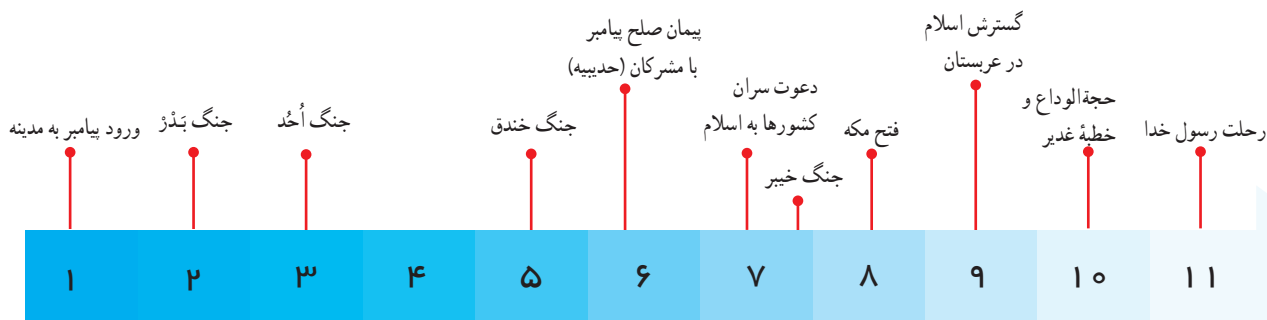 ورود پیامبر به مدینه
جنگ بَدْرْ
جنگ اُحُد
جنگ خندق
پیمان صلح پیامبر
با مشرکان (حدیبیه)
دعوت سران
کشورها به اسلام
جنگ خیبر
فتح مکه
گسترش اسلام
در عربستان
حجةالوداع و
خطبهٔ غدیر
رحلت رسول خدا
۱ ۲ ۳ ۴ ۵ ۶ ۷ ۸ ۹ ۱۰ ۱۱